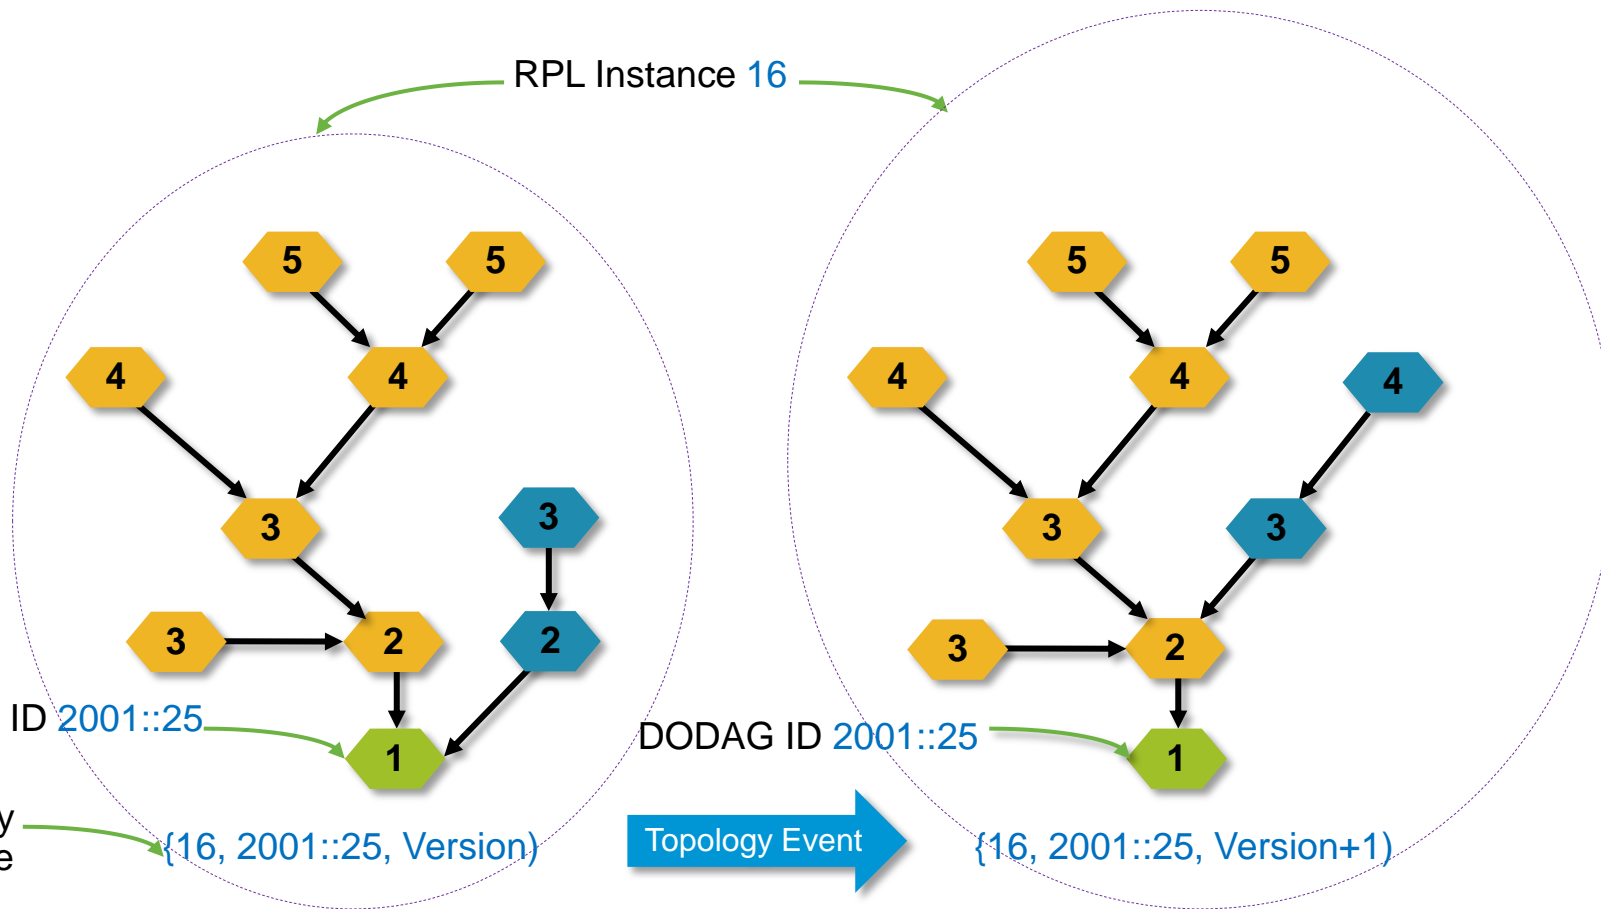 RPL Instance 16
5
5
5
5
4
4
4
4
4
3
3
3
3
3
2
2
3
2
ID 2001::25
DODAG ID 2001::25
1
1
y
e
{16, 2001::25, Version)
Topology Event
{16, 2001::25, Version+1)